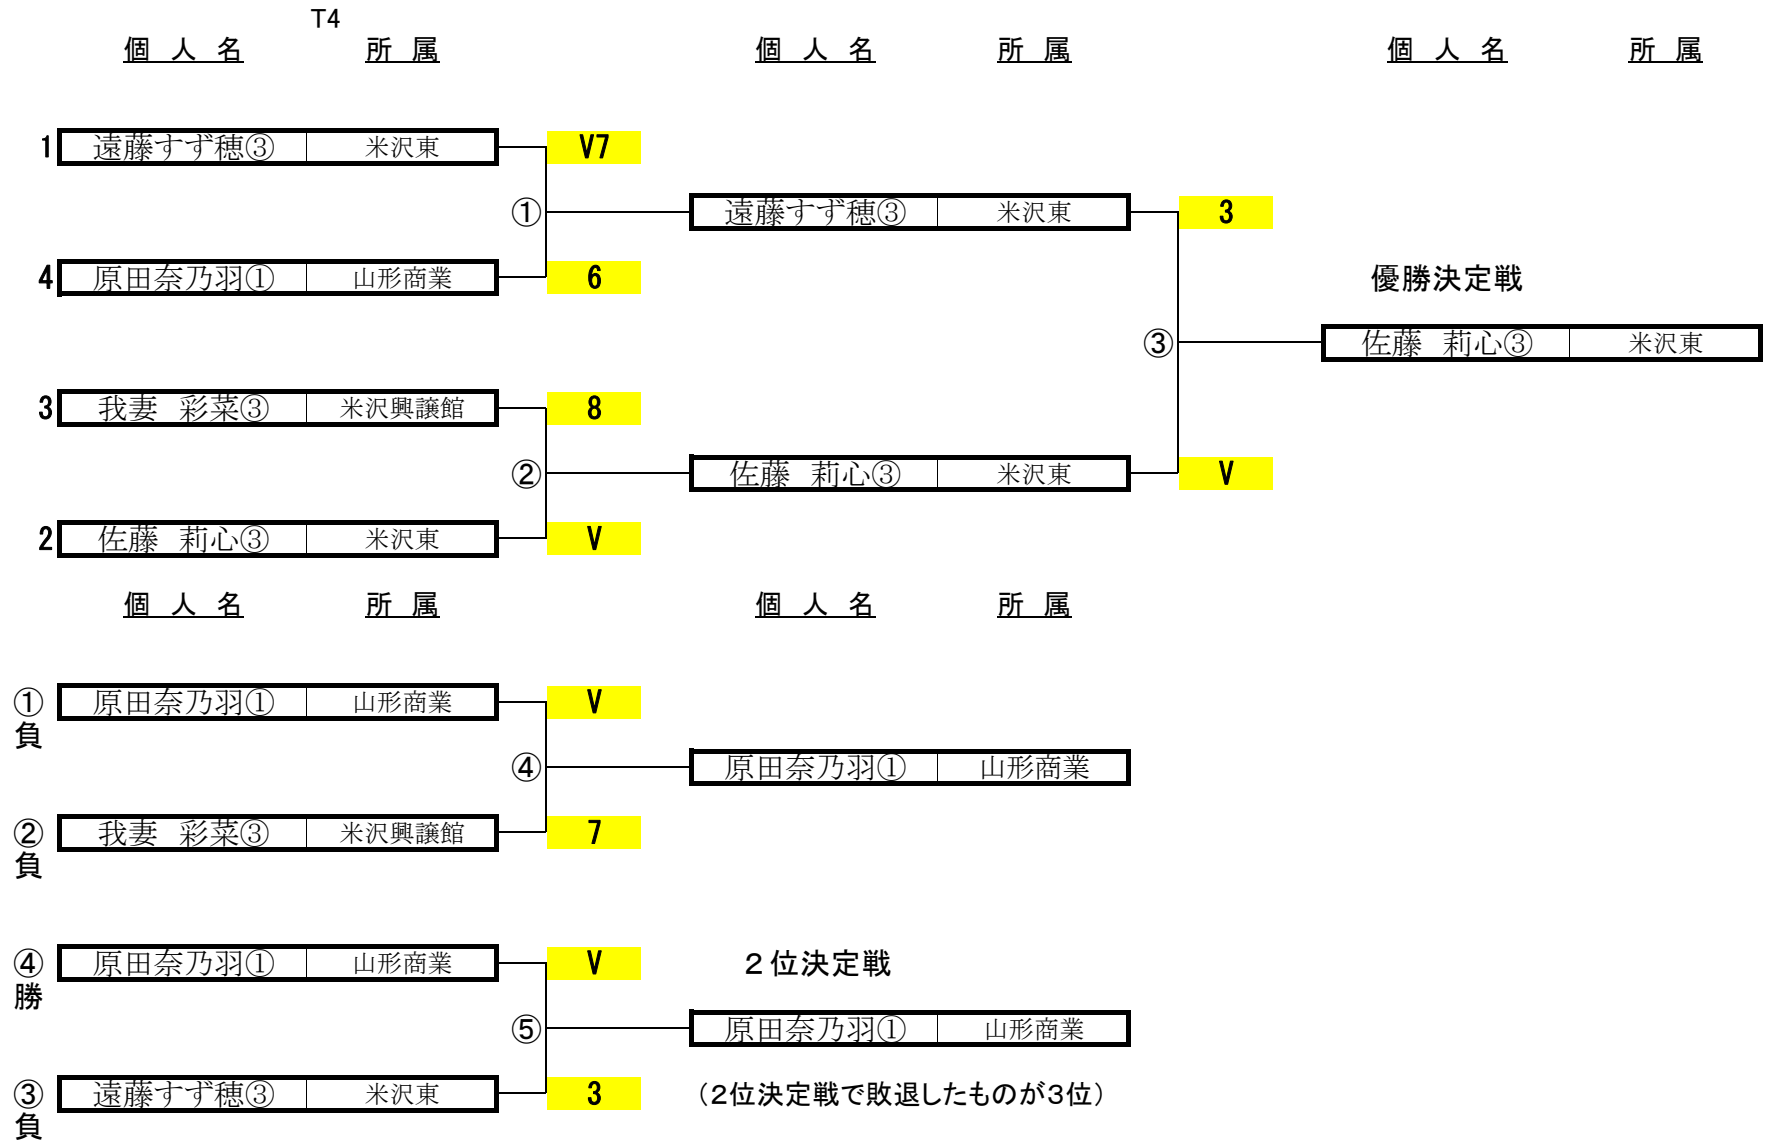 T4
個 人 名 所 属 個 人 名 所 属 個 人 名 所 属
1 遠藤すず穂③ 米沢東 V7
① 遠藤すず穂③ 米沢東 3
4 原田奈乃羽① 山形商業 6 優勝決定戦
③ 佐藤 莉心③ 米沢東
3 我妻 彩菜③ 米沢興譲館 8
② 佐藤 莉心③ 米沢東 V
2 佐藤 莉心③ 米沢東 V
個 人 名 所 属 個 人 名 所 属
①負 原田奈乃羽① 山形商業 V
④ 原田奈乃羽① 山形商業
②負 我妻 彩菜③ 米沢興譲館 7
④勝 原田奈乃羽① 山形商業 V ２位決定戦
⑤ 原田奈乃羽① 山形商業
③負 遠藤すず穂③ 米沢東 3 （2位決定戦で敗退したものが3位）